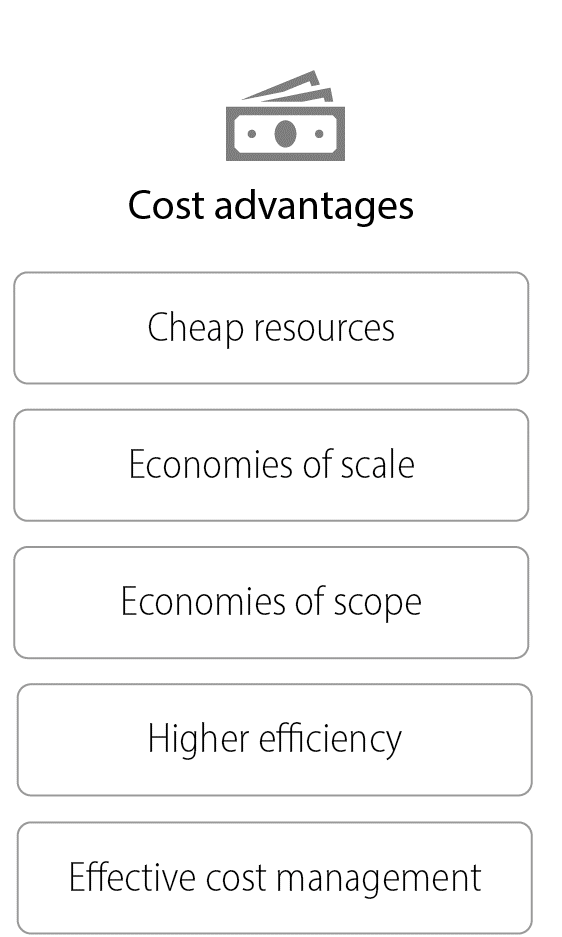 Cost advantages
Cheap resources
Economies of scale
Economies of scope
Higher efficiency
Effective cost management